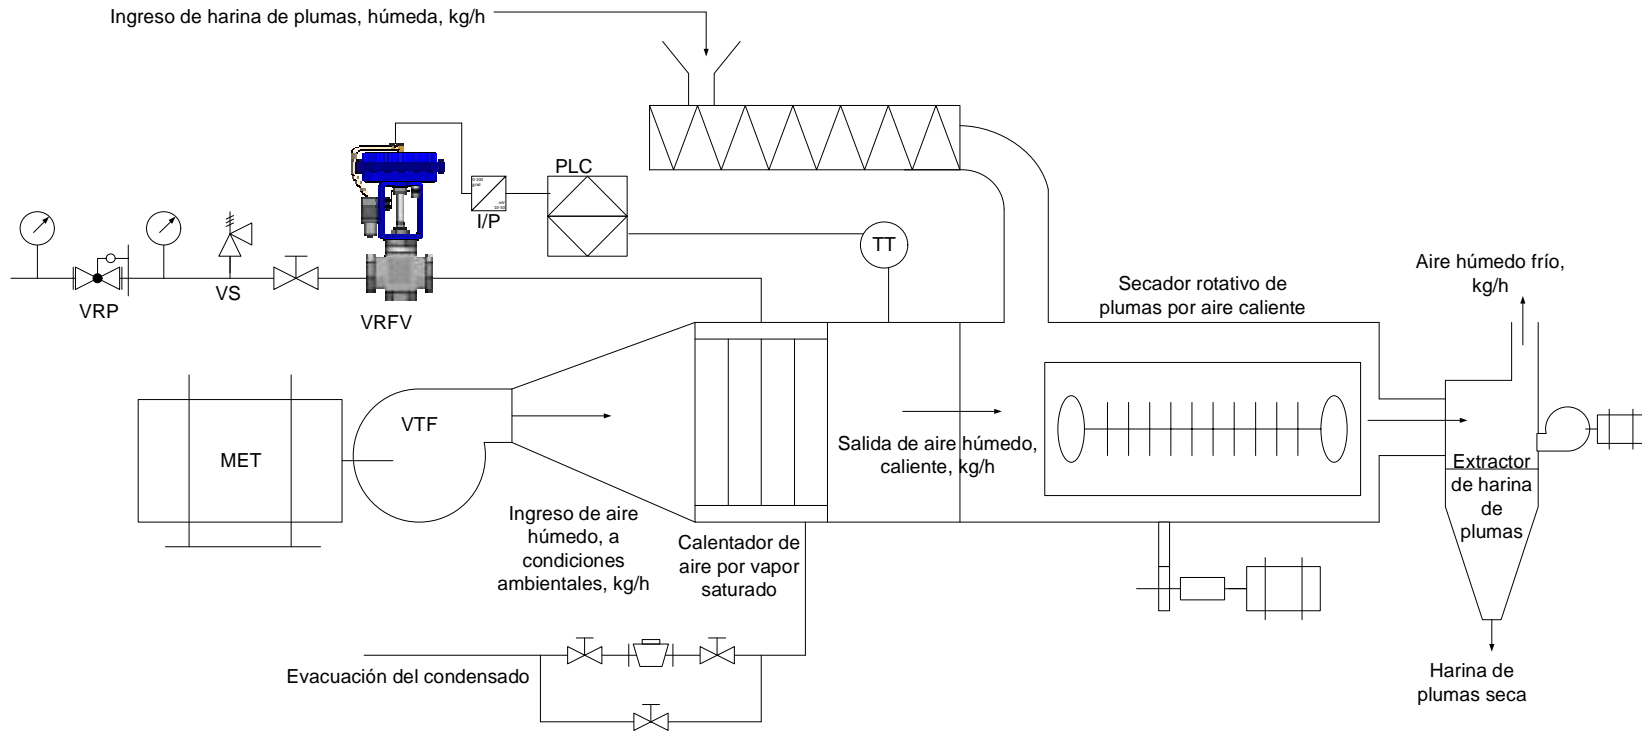 Ingreso de harina de plumas, húmeda, kg/h
PLC
I/P
TT
VRP
VS
VRFV
Secador rotativo de
plumas por aire caliente
Aire húmedo frío,
kg/h
MET
VTF
Salida de aire húmedo,
caliente, kg/h
Extractor
de harina
de
plumas
Ingreso de aire
húmedo, a
condiciones
ambientales, kg/h
Calentador de
aire por vapor
saturado
Evacuación del condensado
Harina de
plumas seca